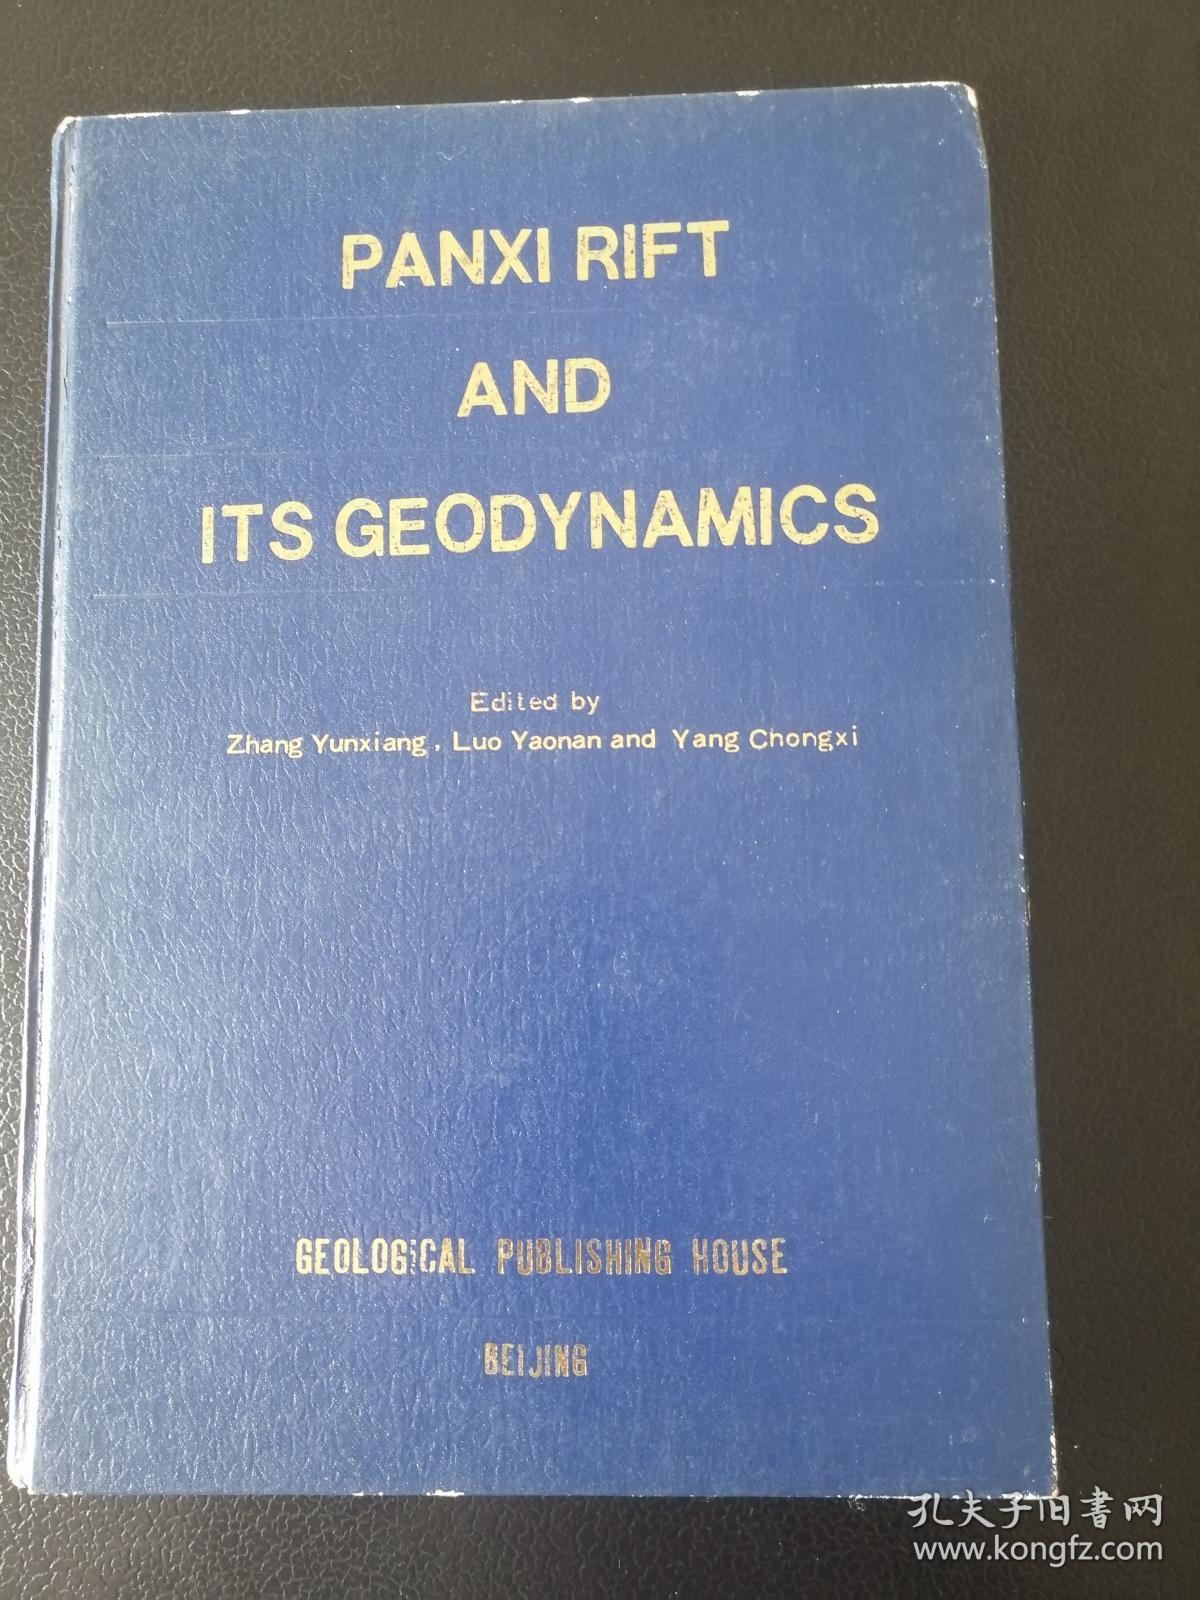 PANXI RIFT
AND
ITS GEODYNAMICS
Edited by
Zhang Yunxiang, Luo Yaonan and Yang Chongxi
GEOLOGICAL PUBLISHING HOUSE
BEIJING
孔夫子旧书网
www.kongfz.com